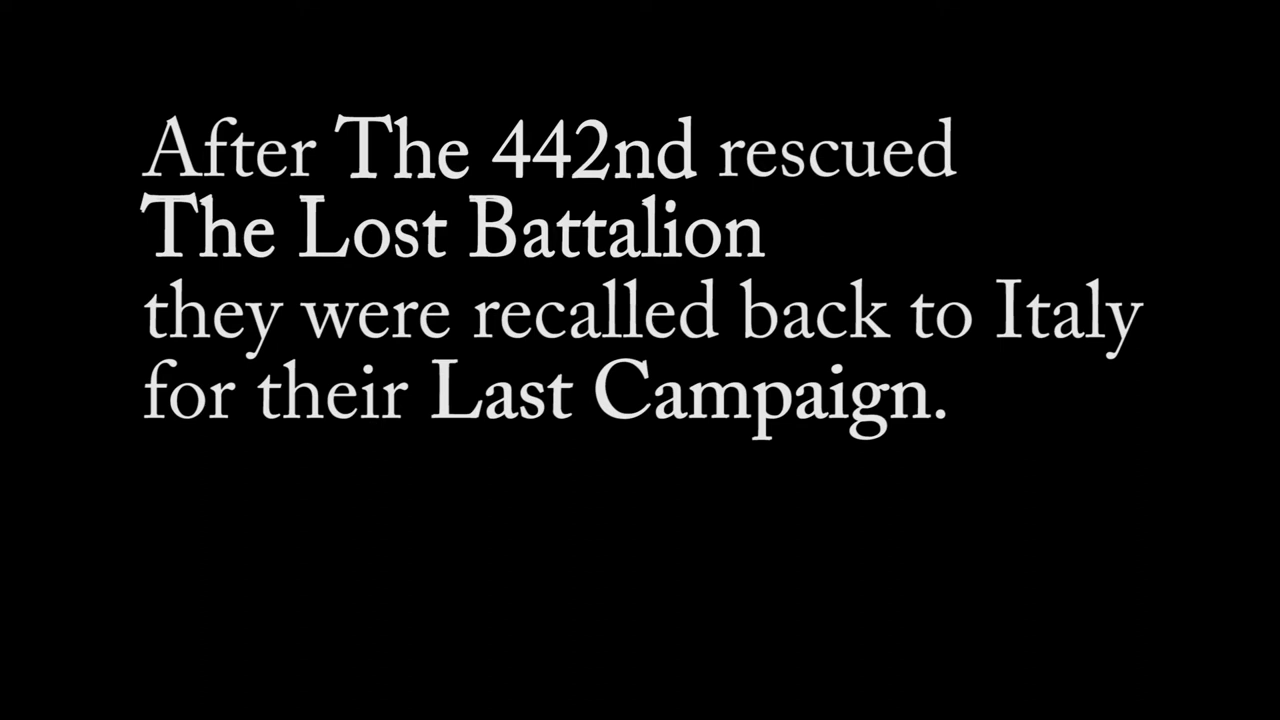 After The 442nd rescued
The Lost Battalion
they were recalled back to Italy
for their Last Campaign.